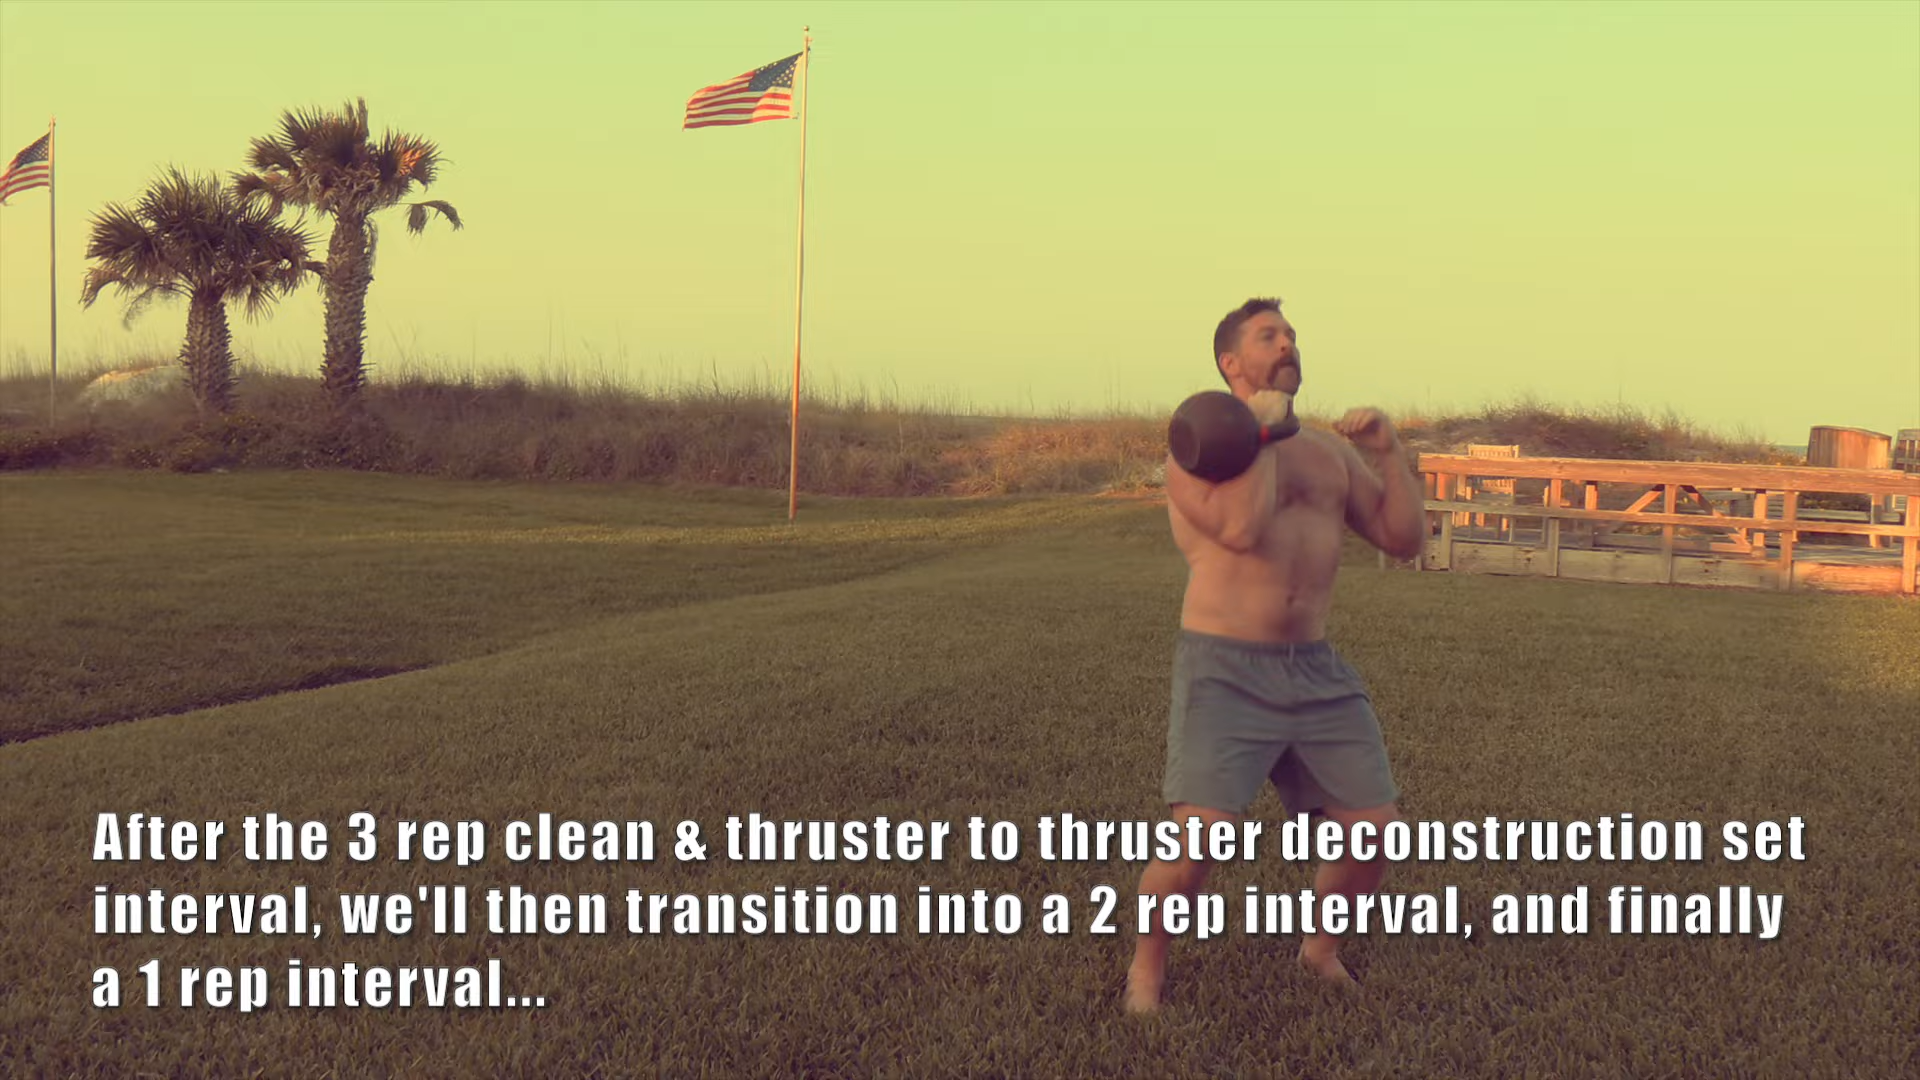 After the 3 rep clean & thruster to thruster deconstruction set
interval, we'll then transition into a 2 rep interval, and finally
a 1 rep interval...